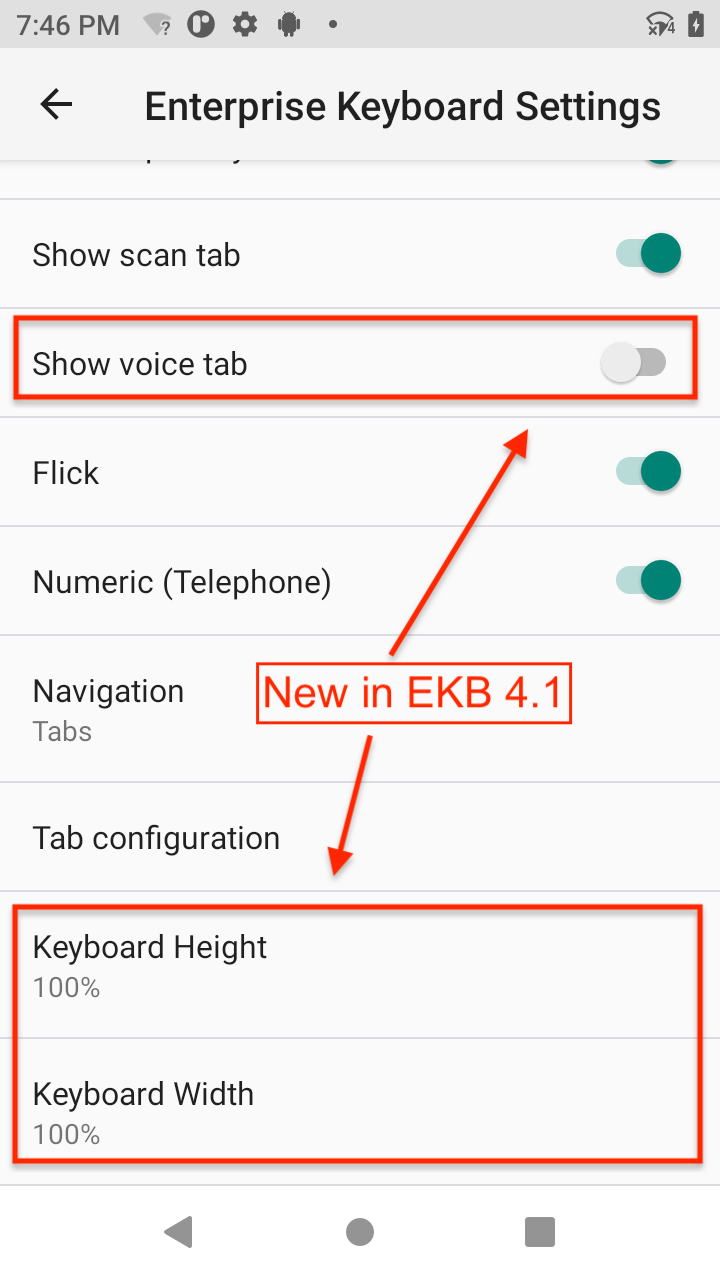 7:46 PM
Enterprise Keyboard Settings
Show scan tab
Show voice tab
Flick
Numeric (Telephone)
Navigation
Tabs
New in EKB 4.1
Tab configuration
Keyboard Height
100%
Keyboard Width
100%